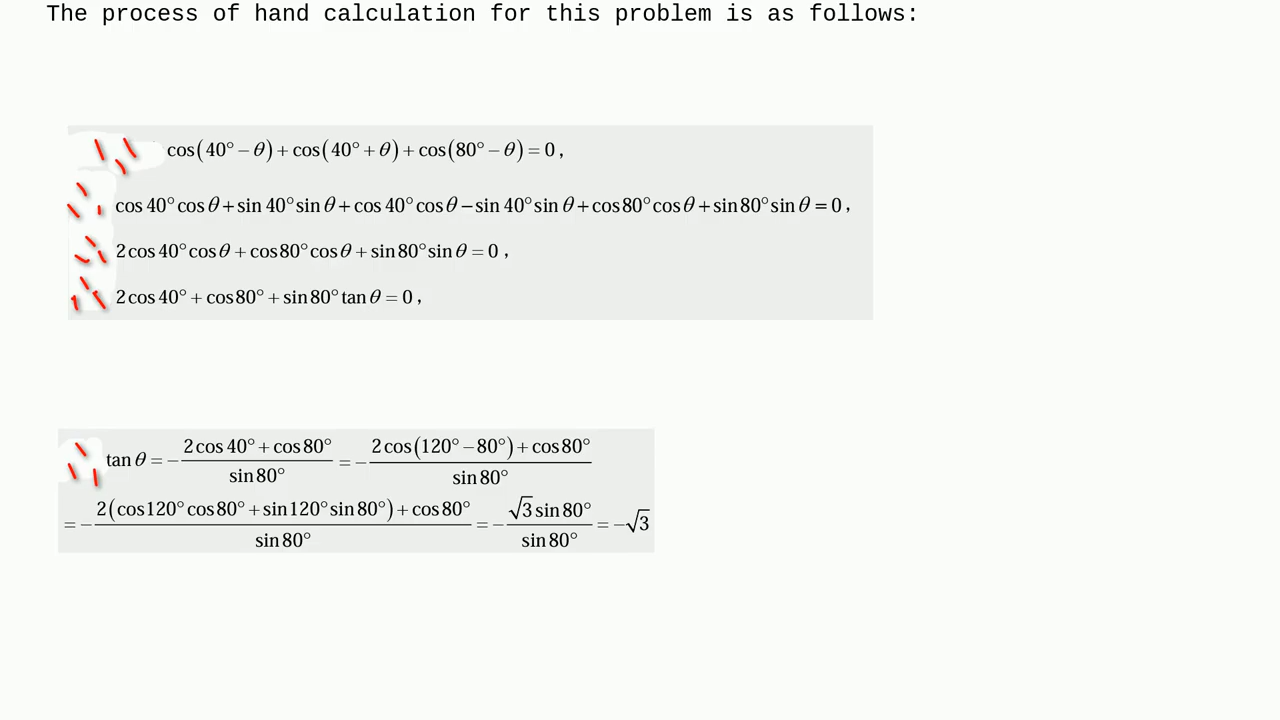 The process of hand calculation for this problem is as follows:
cos(40° − θ) + cos(40° + θ) + cos(80° − θ) = 0 ,
cos 40° cos θ + sin 40° sin θ + cos 40° cos θ − sin 40° sin θ + cos 80° cos θ + sin 80° sin θ = 0 ,
2 cos 40° cos θ + cos 80° cos θ + sin 80° sin θ = 0 ,
2 cos 40° + cos 80° + sin 80° tan θ = 0 ,
tan θ = − (2 cos 40° + cos 80°) / (sin 80°) = − (2 cos(120° − 80°) + cos 80°) / (sin 80°)
= − (2(cos 120° cos 80° + sin 120° sin 80°) + cos 80°) / (sin 80°) = − (√3 sin 80°) / (sin 80°) = −√3